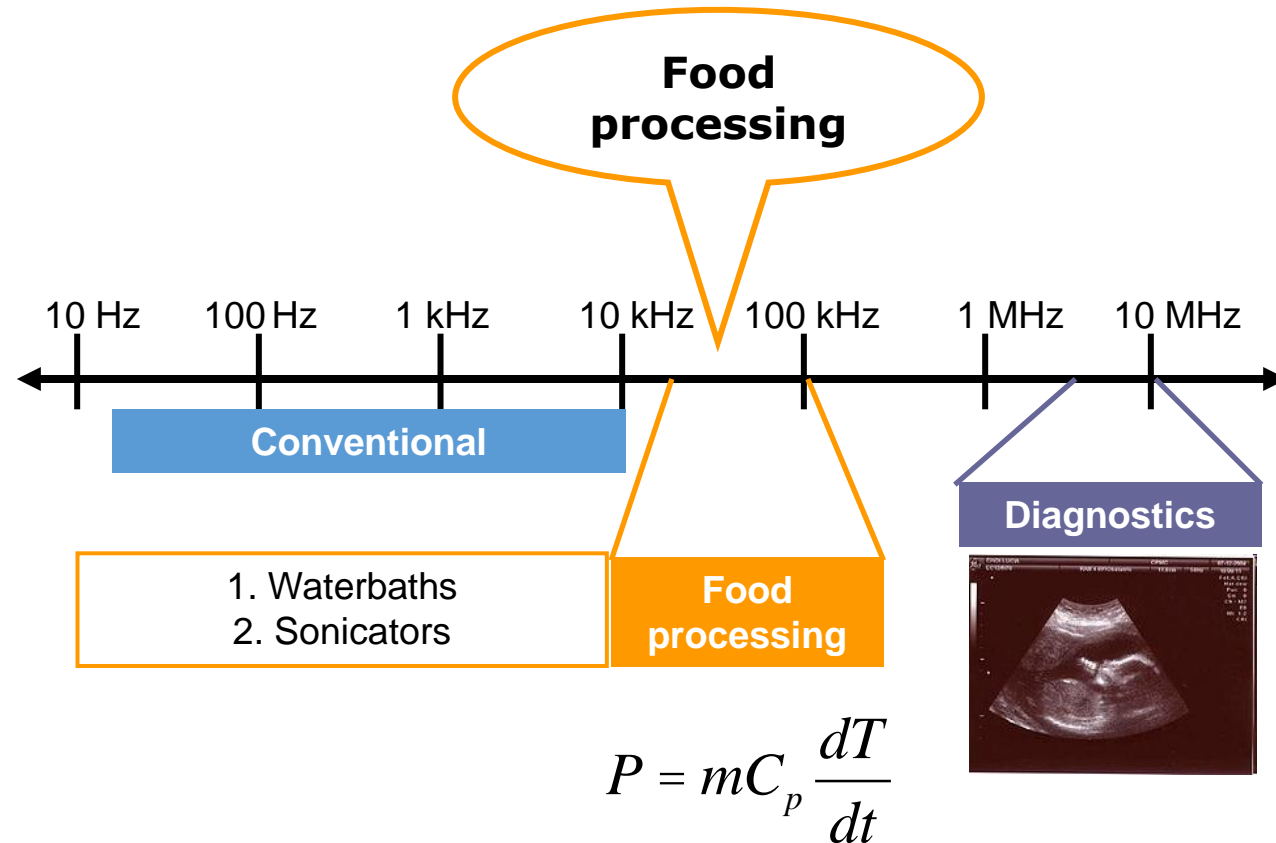 Food
processing
10 Hz 100 Hz 1 kHz 10 kHz 100 kHz 1 MHz 10 MHz
Conventional
Diagnostics
1. Waterbaths
2. Sonicators
Food
processing
CPMC
P = mC_p dT/dt